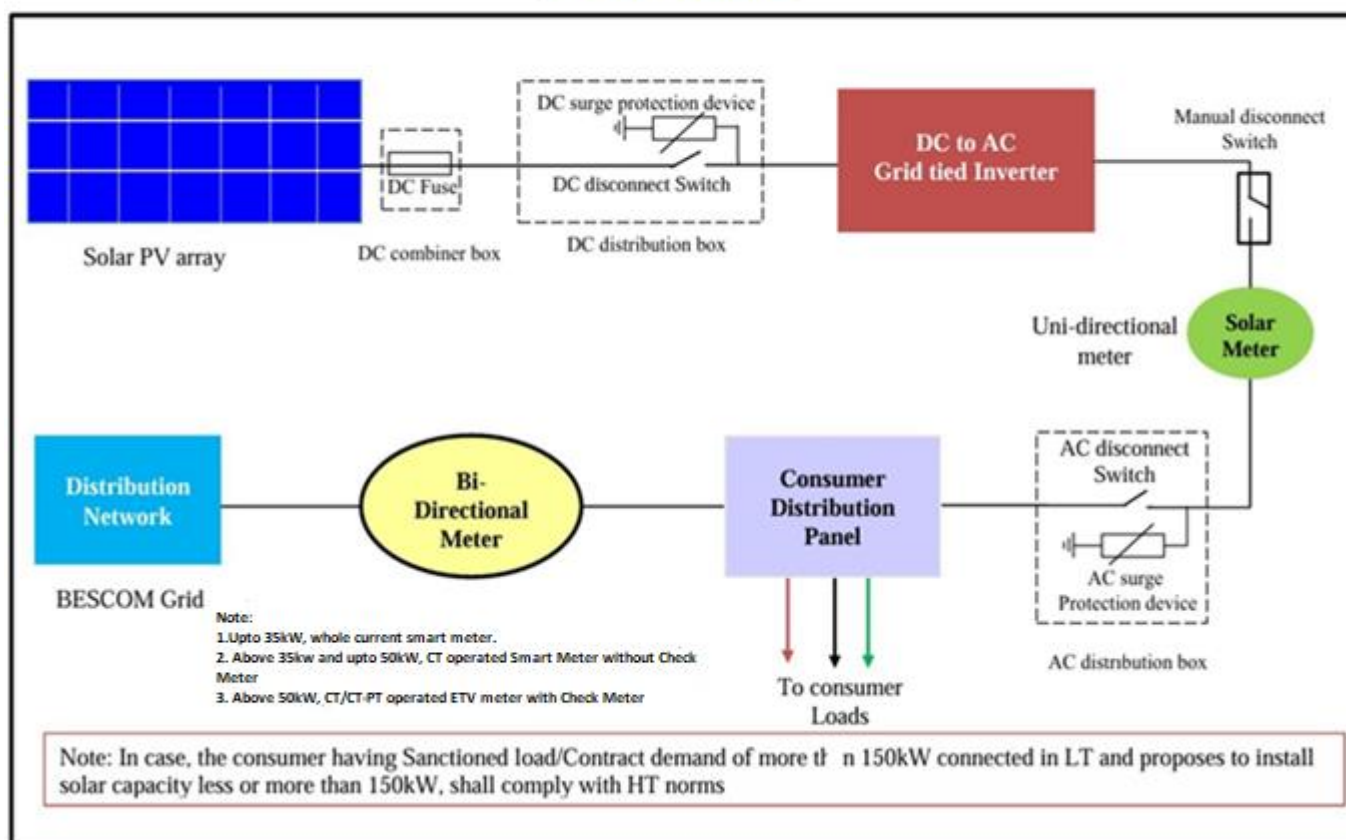 DC surge protection device
DC Fuse
DC disconnect Switch
DC to AC
Grid tied Inverter
Manual disconnect
Switch
Solar PV array
DC combiner box
DC distribution box
Uni-directional
meter
Solar
Meter
Distribution
Network
BESCOM Grid
Bi-
Directional
Meter
Consumer
Distribution
Panel
AC disconnect
Switch
AC surge
Protection device
AC distribution box
To consumer
Loads
Note:
1.Upto 35kW, whole current smart meter.
2. Above 35kw and upto 50kW, CT operated Smart Meter without Check
Meter
3. Above 50kW, CT/CT-PT operated ETV meter with Check Meter
Note: In case, the consumer having Sanctioned load/Contract demand of more th n 150kW connected in LT and proposes to install
solar capacity less or more than 150kW, shall comply with HT norms